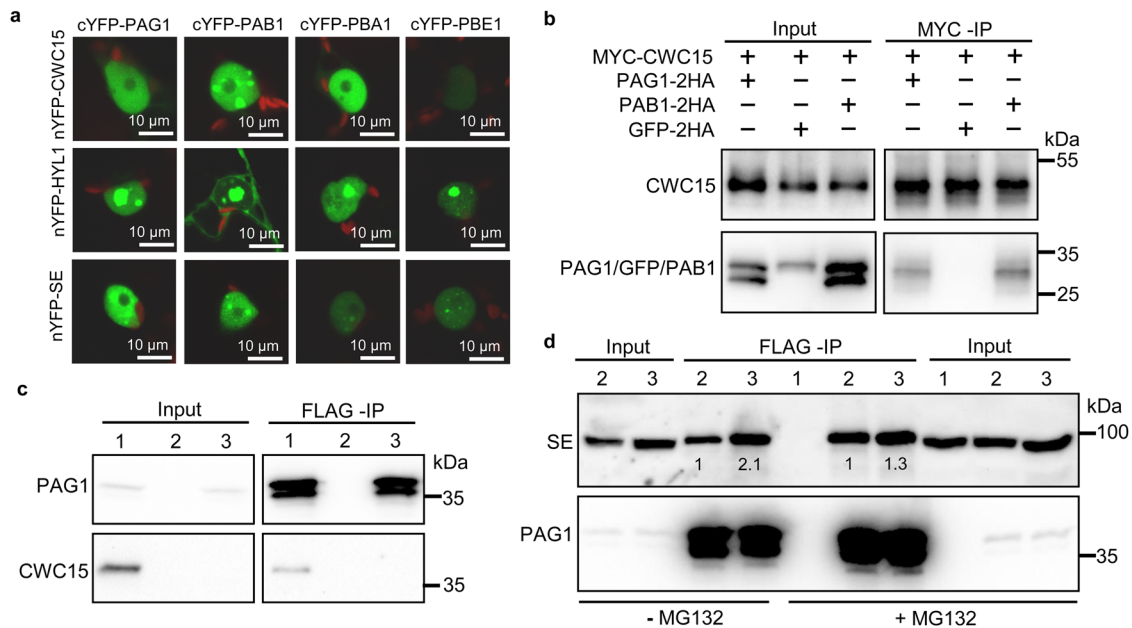 a
cYFP-PAG1 cYFP-PAB1 cYFP-PBA1 cYFP-PBE1
nYFP-CWC15
10 µm 10 µm 10 µm 10 µm
nYFP-HYL1
10 µm 10 µm 10 µm 10 µm
nYFP-SE
10 µm 10 µm 10 µm 10 µm
b
Input MYC -IP
MYC-CWC15 + + + + + +
PAG1-2HA + – – + – –
PAB1-2HA – – + – – +
GFP-2HA – + – – + –
kDa
55
CWC15
PAG1/GFP/PAB1
35
25
c
Input FLAG -IP
1 2 3 1 2 3
kDa
PAG1
35
CWC15
35
d
Input FLAG -IP Input
2 3 2 3 1 2 3 1 2 3
kDa
SE
100
1 2.1 1 1.3
PAG1
35
- MG132 + MG132